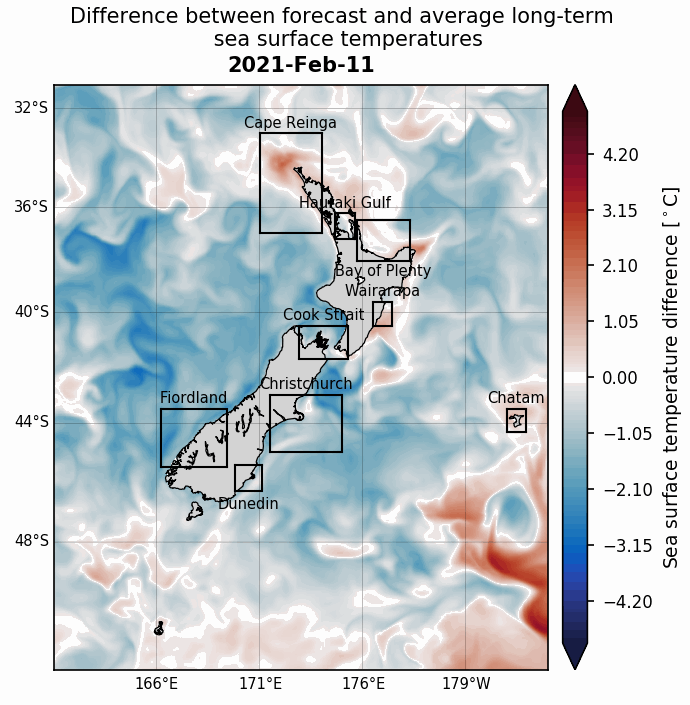 Difference between forecast and average long-term
sea surface temperatures
2021-Feb-11
32°S
36°S
40°S
44°S
48°S
Cape Reinga
Hauraki Gulf
Bay of Plenty
Wairarapa
Cook Strait
Christchurch
Fiordland
Chatam
Dunedin
166°E
171°E
176°E
179°W
4.20
3.15
2.10
1.05
0.00
−1.05
−2.10
−3.15
−4.20
Sea surface temperature difference [ °C]